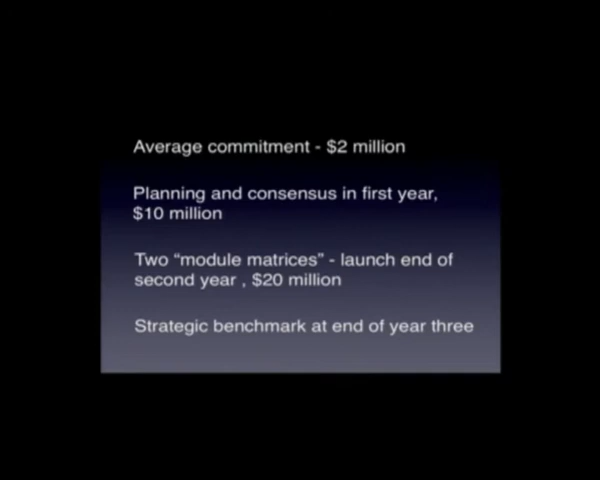 Average commitment - $2 million
Planning and consensus in first year,
$10 million
Two “module matrices” - launch end of
second year , $20 million
Strategic benchmark at end of year three